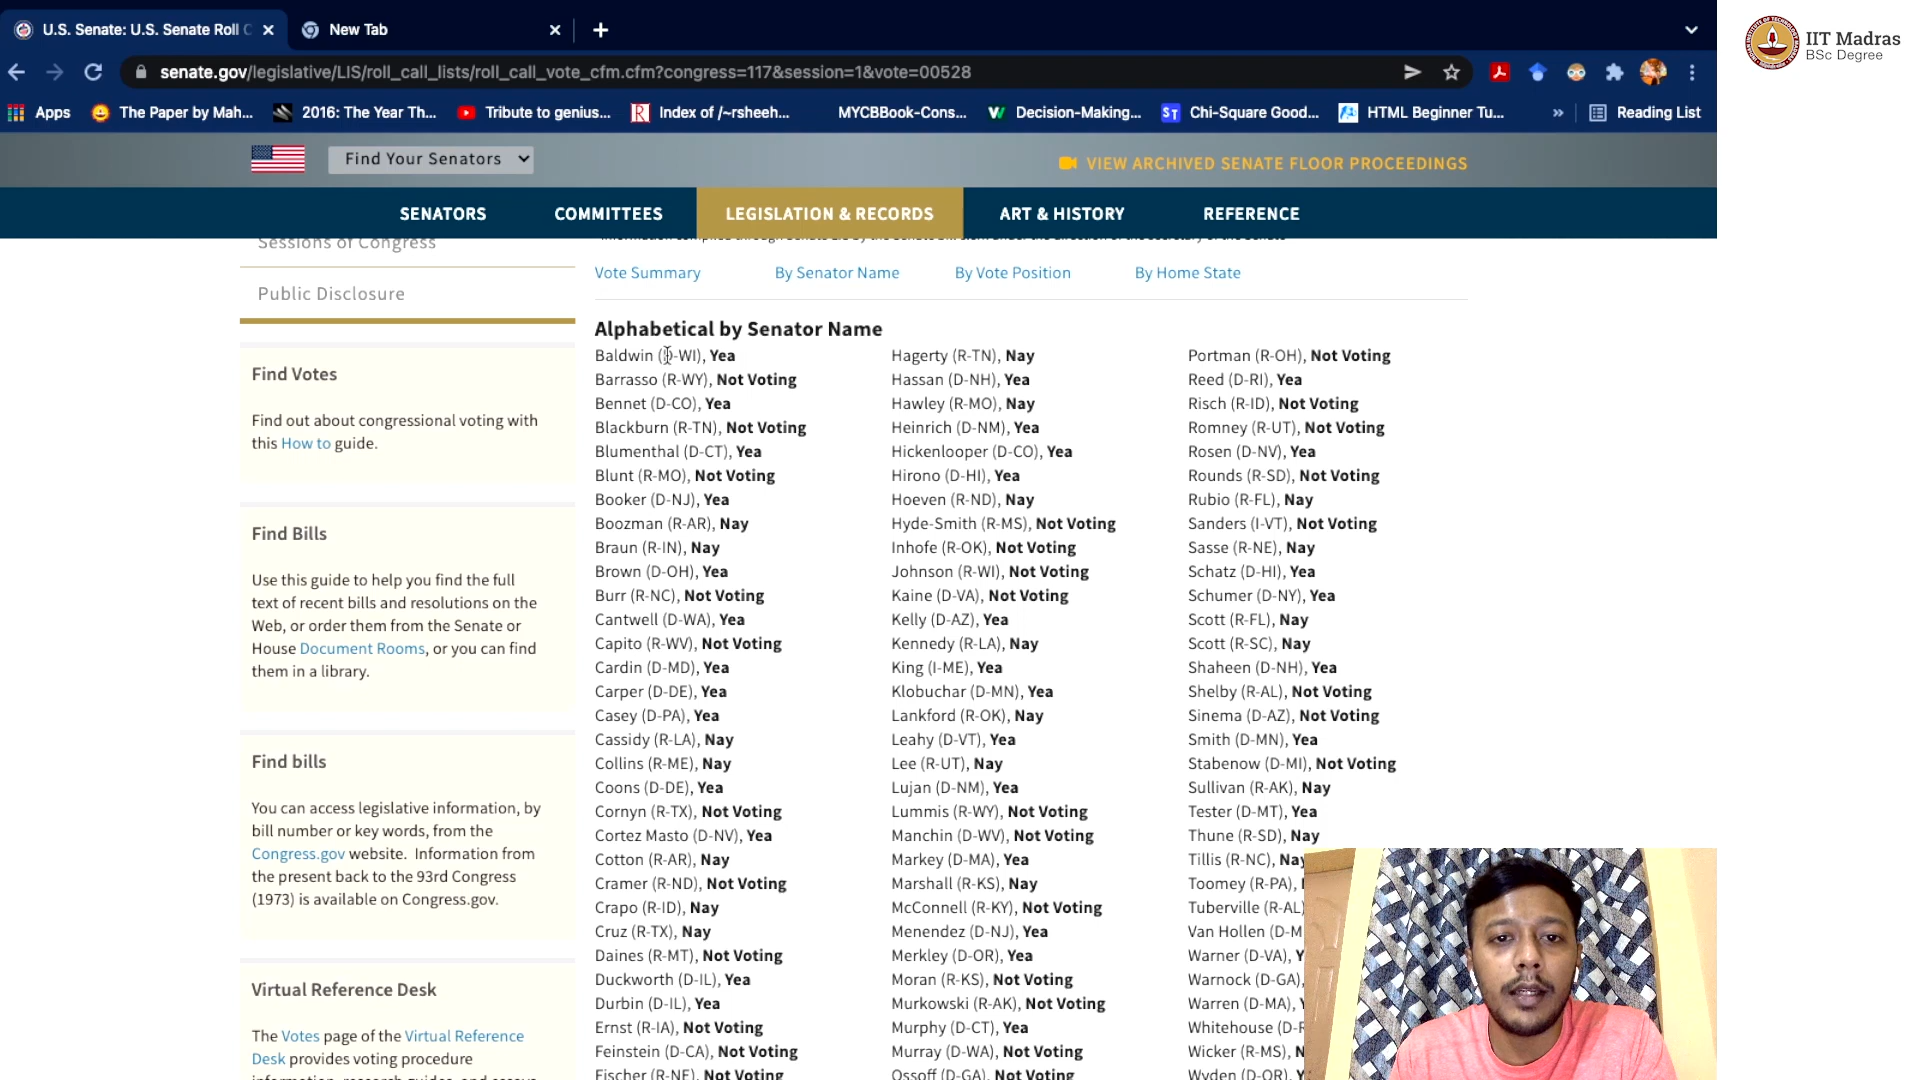 U.S. Senate: U.S. Senate Roll C
New Tab
IIT Madras
BSc Degree
senate.gov/legislative/LIS/roll_call_lists/roll_call_vote_cfm.cfm?congress=117&session=1&vote=00528
Apps
The Paper by Mah...
2016: The Year Th...
Tribute to genius...
Index of /~rsheeh...
MYCBBook-Cons...
Decision-Making...
Chi-Square Good...
HTML Beginner Tu...
»
Reading List
Find Your Senators
VIEW ARCHIVED SENATE FLOOR PROCEEDINGS
SENATORS
COMMITTEES
LEGISLATION & RECORDS
ART & HISTORY
REFERENCE
Sessions of Congress
Public Disclosure
Find Votes
Find out about congressional voting with
this How to guide.
Find Bills
Use this guide to help you find the full
text of recent bills and resolutions on the
Web, or order them from the Senate or
House Document Rooms, or you can find
them in a library.
Find bills
You can access legislative information, by
bill number or key words, from the
Congress.gov website. Information from
the present back to the 93rd Congress
(1973) is available on Congress.gov.
Virtual Reference Desk
The Votes page of the Virtual Reference
Desk provides voting procedure
Vote Summary
By Senator Name
By Vote Position
By Home State
Alphabetical by Senator Name
Baldwin (D-WI), Yea
Barrasso (R-WY), Not Voting
Bennet (D-CO), Yea
Blackburn (R-TN), Not Voting
Blumenthal (D-CT), Yea
Blunt (R-MO), Not Voting
Booker (D-NJ), Yea
Boozman (R-AR), Nay
Braun (R-IN), Nay
Brown (D-OH), Yea
Burr (R-NC), Not Voting
Cantwell (D-WA), Yea
Capito (R-WV), Not Voting
Cardin (D-MD), Yea
Carper (D-DE), Yea
Casey (D-PA), Yea
Cassidy (R-LA), Nay
Collins (R-ME), Nay
Coons (D-DE), Yea
Cornyn (R-TX), Not Voting
Cortez Masto (D-NV), Yea
Cotton (R-AR), Nay
Cramer (R-ND), Not Voting
Crapo (R-ID), Nay
Cruz (R-TX), Nay
Daines (R-MT), Not Voting
Duckworth (D-IL), Yea
Durbin (D-IL), Yea
Ernst (R-IA), Not Voting
Feinstein (D-CA), Not Voting
Fischer (R-NE), Not Voting
Hagerty (R-TN), Nay
Hassan (D-NH), Yea
Hawley (R-MO), Nay
Heinrich (D-NM), Yea
Hickenlooper (D-CO), Yea
Hirono (D-HI), Yea
Hoeven (R-ND), Nay
Hyde-Smith (R-MS), Not Voting
Inhofe (R-OK), Not Voting
Johnson (R-WI), Not Voting
Kaine (D-VA), Not Voting
Kelly (D-AZ), Yea
Kennedy (R-LA), Nay
King (I-ME), Yea
Klobuchar (D-MN), Yea
Lankford (R-OK), Nay
Leahy (D-VT), Yea
Lee (R-UT), Nay
Lujan (D-NM), Yea
Lummis (R-WY), Not Voting
Manchin (D-WV), Not Voting
Markey (D-MA), Yea
Marshall (R-KS), Nay
McConnell (R-KY), Not Voting
Menendez (D-NJ), Yea
Merkley (D-OR), Yea
Moran (R-KS), Not Voting
Murkowski (R-AK), Not Voting
Murphy (D-CT), Yea
Murray (D-WA), Not Voting
Ossoff (D-GA), Not Voting
Portman (R-OH), Not Voting
Reed (D-RI), Yea
Risch (R-ID), Not Voting
Romney (R-UT), Not Voting
Rosen (D-NV), Yea
Rounds (R-SD), Not Voting
Rubio (R-FL), Nay
Sanders (I-VT), Not Voting
Sasse (R-NE), Nay
Schatz (D-HI), Yea
Schumer (D-NY), Yea
Scott (R-FL), Nay
Scott (R-SC), Nay
Shaheen (D-NH), Yea
Shelby (R-AL), Not Voting
Sinema (D-AZ), Not Voting
Smith (D-MN), Yea
Stabenow (D-MI), Not Voting
Sullivan (R-AK), Nay
Tester (D-MT), Yea
Thune (R-SD), Nay
Tillis (R-NC), Nay
Toomey (R-PA),
Tuberville (R-AL)
Van Hollen (D-M
Warner (D-VA), Y
Warnock (D-GA),
Warren (D-MA), Y
Whitehouse (D-R
Wicker (R-MS), N
Wyden (D-OR), Y